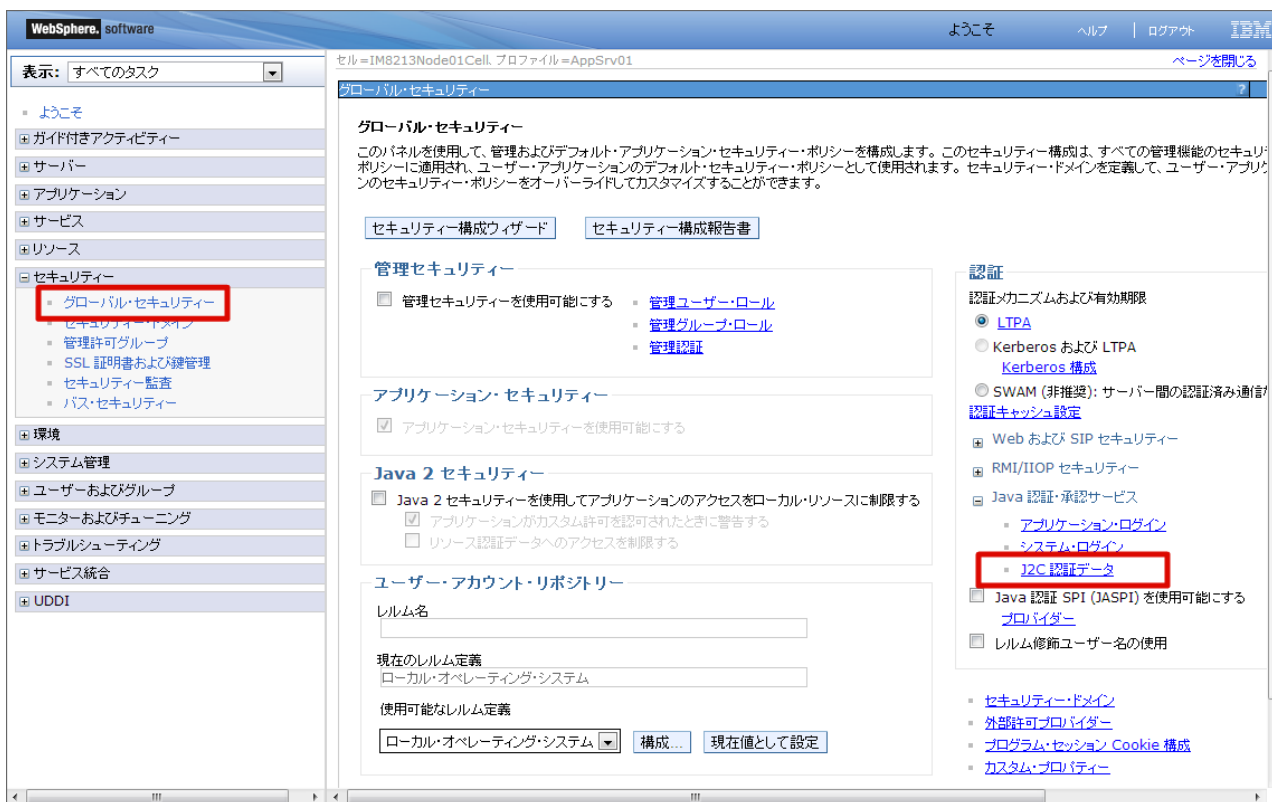 WebSphere. software
ようこそ
ヘルプ | ログアウト
IBM
表示: すべてのタスク
ようこそ
ガイド付きアクティビティー
サーバー
アプリケーション
サービス
リソース
セキュリティー
グローバル・セキュリティー
セキュリティー・ドメイン
管理許可グループ
SSL 証明書および鍵管理
セキュリティー監査
バス・セキュリティー
環境
システム管理
ユーザーおよびグループ
モニターおよびチューニング
トラブルシューティング
サービス統合
UDDI
セル=IM8213Node01Cell、プロファイル=AppSrv01
ページを閉じる
グローバル・セキュリティー
?
グローバル・セキュリティー
このパネルを使用して、管理およびデフォルト・アプリケーション・セキュリティー・ポリシーを構成します。このセキュリティー構成は、すべての管理機能のセキュリ
ポリシーに適用され、ユーザー・アプリケーションのデフォルト・セキュリティー・ポリシーとして使用されます。セキュリティー・ドメインを定義して、ユーザー・アプリケ
ンのセキュリティー・ポリシーをオーバーライドしてカスタマイズすることができます。
セキュリティー構成ウィザード
セキュリティー構成報告書
管理セキュリティー
管理セキュリティーを使用可能にする
管理ユーザー・ロール
管理グループ・ロール
管理認証
アプリケーション・セキュリティー
アプリケーション・セキュリティーを使用可能にする
Java 2 セキュリティー
Java 2 セキュリティーを使用してアプリケーションのアクセスをローカル・リソースに制限する
アプリケーションがカスタム許可を認可されたときに警告する
リソース認証データへのアクセスを制限する
ユーザー・アカウント・リポジトリー
レルム名
現在のレルム定義
ローカル・オペレーティング・システム
使用可能なレルム定義
ローカル・オペレーティング・システム
構成...
現在値として設定
認証
認証メカニズムおよび有効期限
LTPA
Kerberos および LTPA
Kerberos 構成
SWAM (非推奨): サーバー間の認証済み通信が
認証キャッシュ設定
Web および SIP セキュリティー
RMI/IIOP セキュリティー
Java 認証・承認サービス
アプリケーション・ログイン
システム・ログイン
J2C 認証データ
Java 認証 SPI (JASPI) を使用可能にする
プロバイダー
レルム修飾ユーザー名の使用
セキュリティー・ドメイン
外部許可プロバイダー
プログラム・セッション Cookie 構成
カスタム・プロパティー